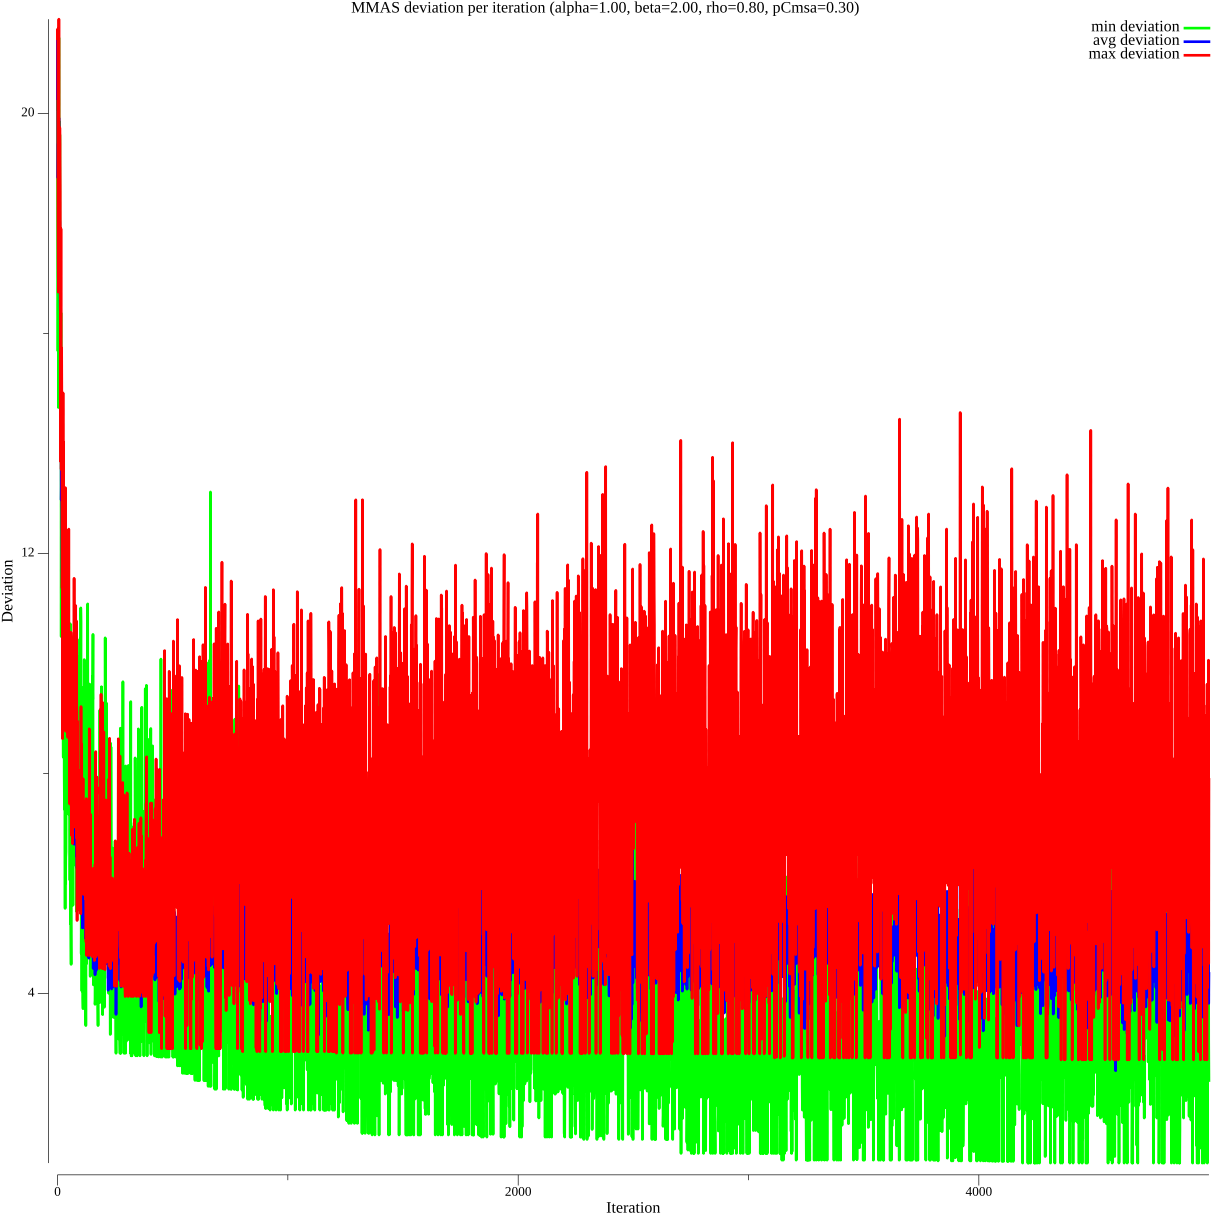 MMAS deviation per iteration (alpha=1.00, beta=2.00, rho=0.80, pCmsa=0.30)
min deviation
avg deviation
max deviation
20
12
4
Deviation
0
2000
4000
Iteration